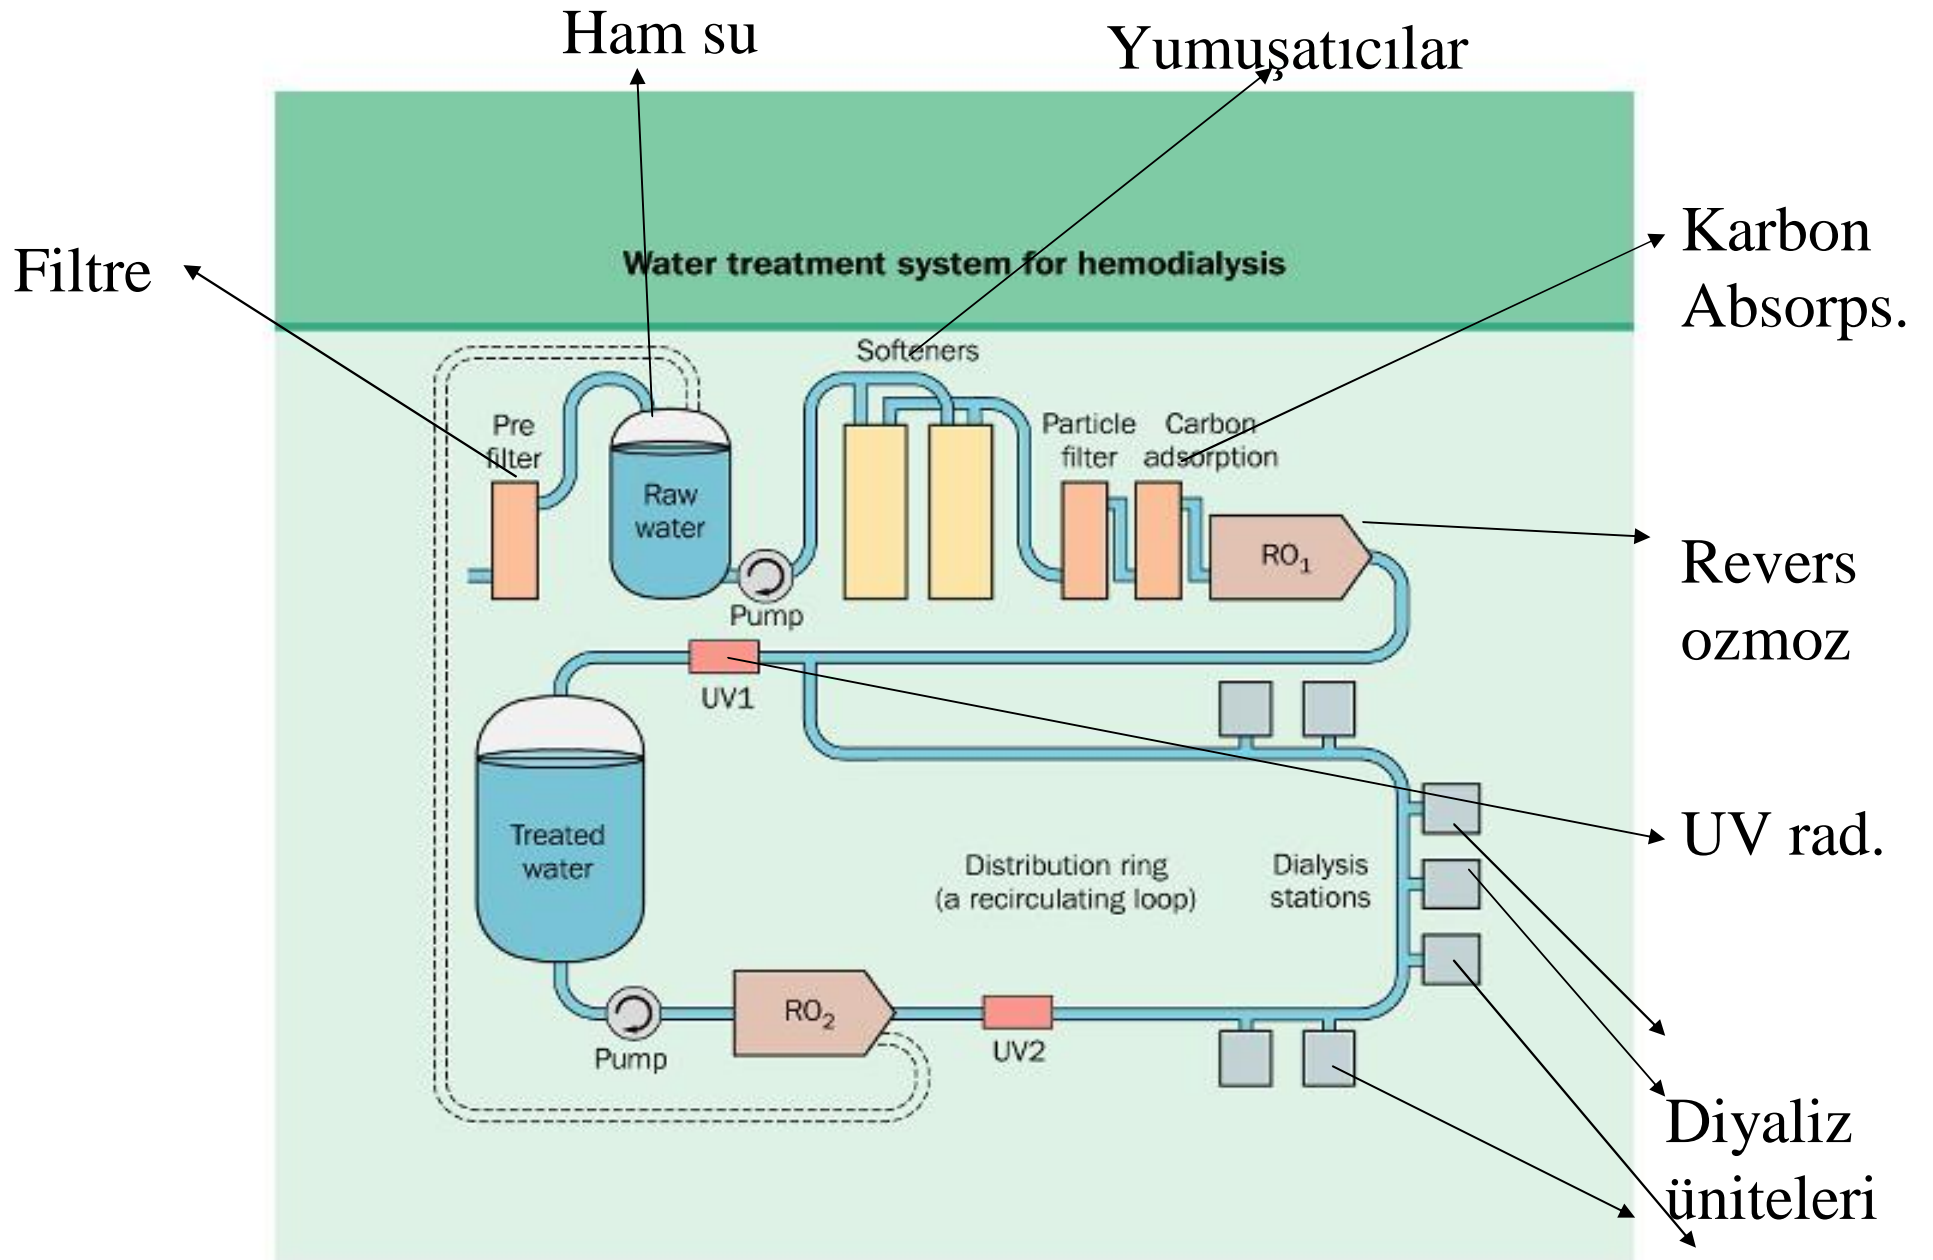 Ham su
Yumuşatıcılar
Filtre
Karbon
Absorps.
Water treatment system for hemodialysis
Softeners
Pre
filter
Raw
water
Pump
Particle
filter
Carbon
adsorption
RO₁
Revers
ozmoz
UV1
UV rad.
Treated
water
Distribution ring
(a recirculating loop)
Dialysis
stations
Pump
RO₂
UV2
Diyaliz
üniteleri